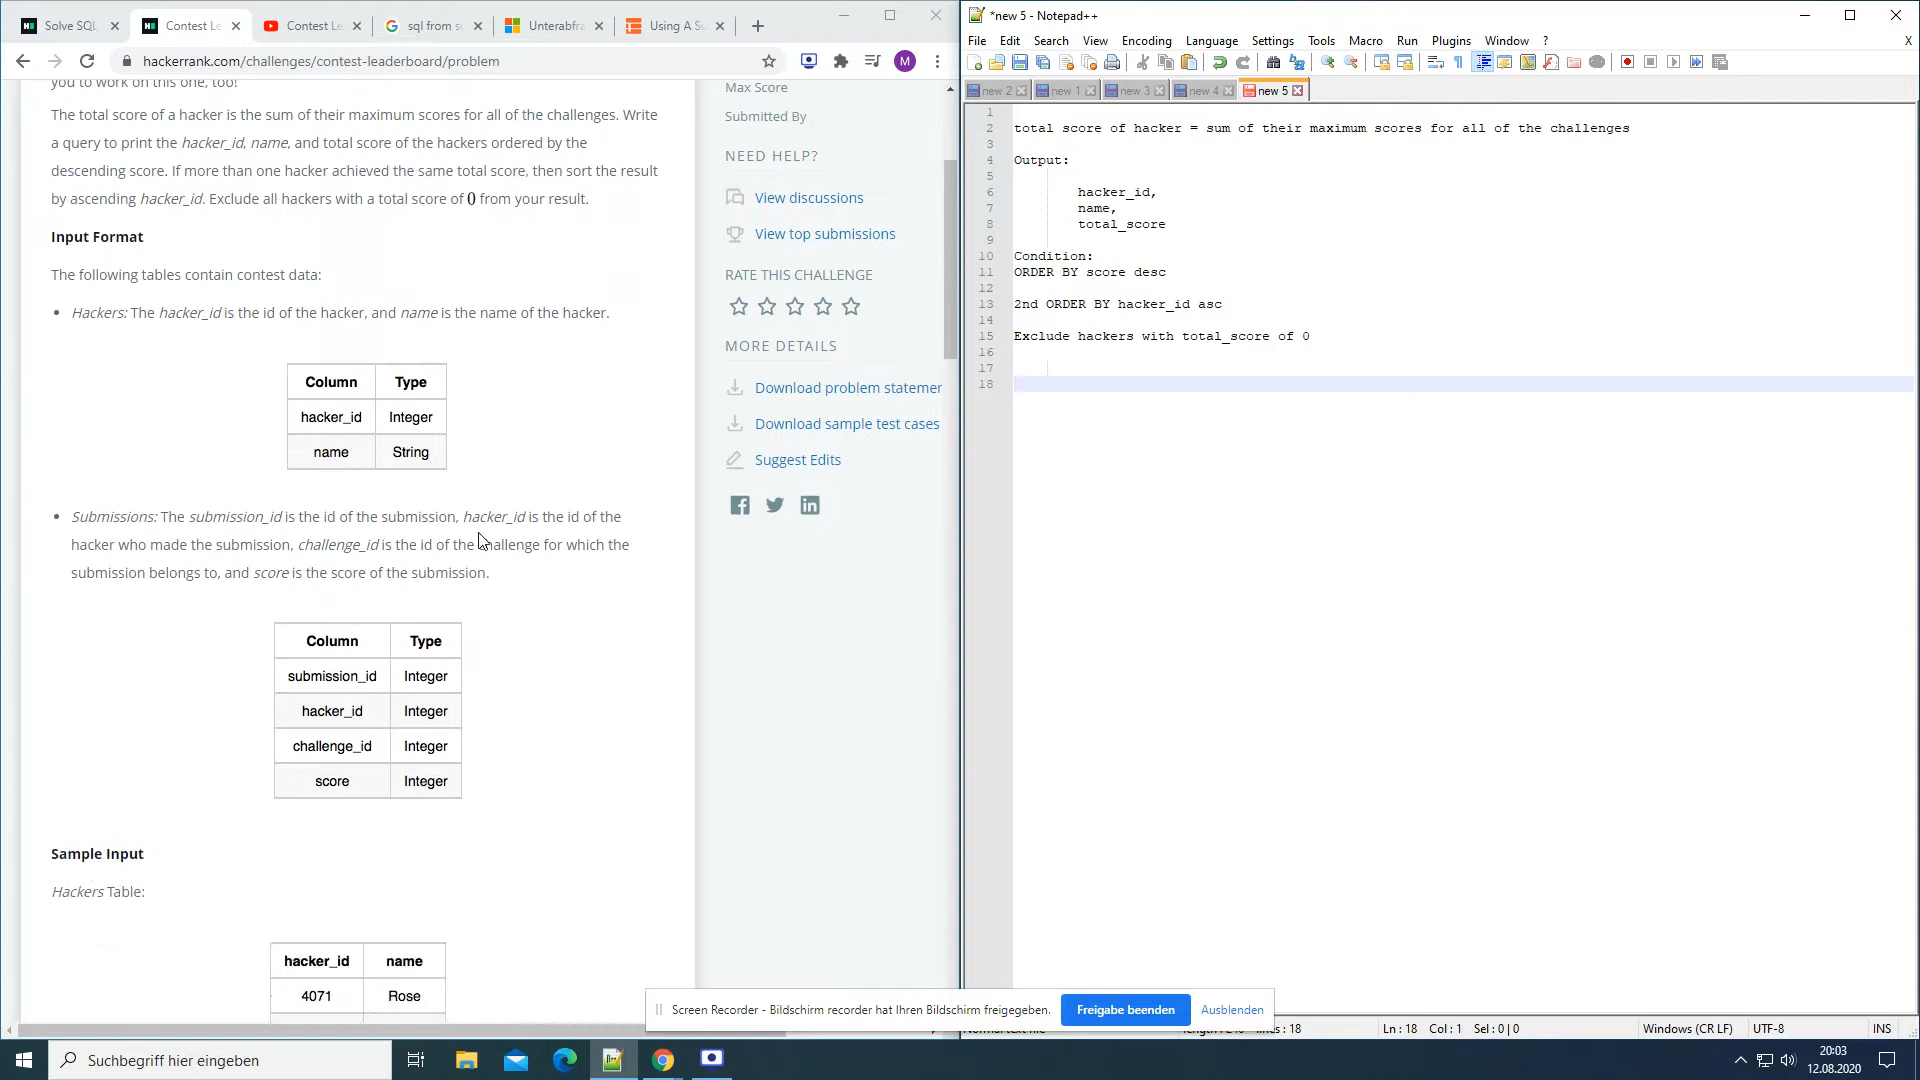 Solve SQL
Contest Le
Contest Le
sql from su
Unterabfra
Using A Su
hackerrank.com/challenges/contest-leaderboard/problem
M
you to work on this one, too!
The total score of a hacker is the sum of their maximum scores for all of the challenges. Write
a query to print the hacker_id, name, and total score of the hackers ordered by the
descending score. If more than one hacker achieved the same total score, then sort the result
by ascending hacker_id. Exclude all hackers with a total score of 0 from your result.
Input Format
The following tables contain contest data:
• Hackers: The hacker_id is the id of the hacker, and name is the name of the hacker.
Column Type
hacker_id Integer
name String
• Submissions: The submission_id is the id of the submission, hacker_id is the id of the
hacker who made the submission, challenge_id is the id of the challenge for which the
submission belongs to, and score is the score of the submission.
Column Type
submission_id Integer
hacker_id Integer
challenge_id Integer
score Integer
Sample Input
Hackers Table:
hacker_id name
4071 Rose
Max Score
Submitted By
NEED HELP?
View discussions
View top submissions
RATE THIS CHALLENGE
MORE DETAILS
Download problem statemen
Download sample test cases
Suggest Edits
*new 5 - Notepad++
File Edit Search View Encoding Language Settings Tools Macro Run Plugins Window ? X
new 2 new 1 new 3 new 4 new 5
1
2 total score of hacker = sum of their maximum scores for all of the challenges
3
4 Output:
5
6 hacker_id,
7 name,
8 total_score
9
10 Condition:
11 ORDER BY score desc
12
13 2nd ORDER BY hacker_id asc
14
15 Exclude hackers with total_score of 0
16
17
18
lines : 18 Ln : 18 Col : 1 Sel : 0 | 0 Windows (CR LF) UTF-8 INS
Screen Recorder - Bildschirm recorder hat Ihren Bildschirm freigegeben. Freigabe beenden Ausblenden
Suchbegriff hier eingeben
20:03
12.08.2020